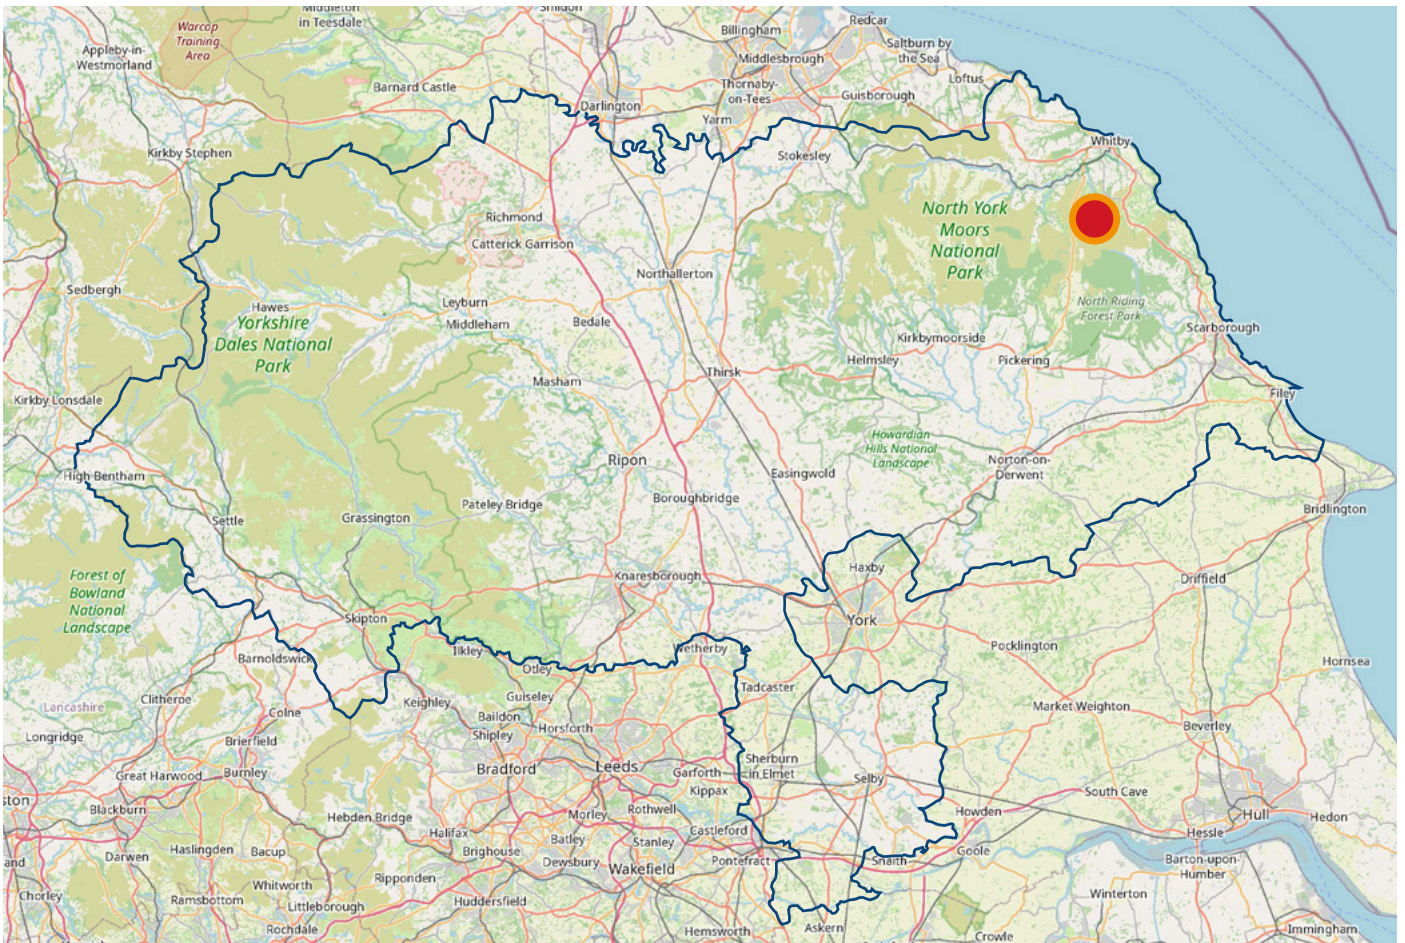 Middleton
in Teesdale
Shildon
Redcar
Warcop
Training
Area
Appleby-in-
Westmorland
Billingham
Saltburn by
the Sea
Middlesbrough
Loftus
Barnard Castle
Thornaby-
on-Tees
Guisborough
Darlington
Yarm
Kirkby Stephen
Stokesley
Whitby
Richmond
North York
Moors
National
Park
Catterick Garrison
Northallerton
Sedbergh
Hawes
Leyburn
North Riding
Forest Park
Yorkshire
Dales National
Park
Middleham
Bedale
Scarborough
Kirkbymoorside
Helmsley
Pickering
Thirsk
Masham
Kirkby Lonsdale
Filey
Howardian
Hills National
Landscape
Ripon
Norton-on-
Derwent
High Bentham
Easingwold
Pateley Bridge
Boroughbridge
Bridlington
Settle
Grassington
Forest of
Bowland
National
Landscape
Knaresborough
Haxby
Driffield
Skipton
York
Ilkley
Wetherby
Pocklington
Barnoldswick
Otley
Hornsea
Tadcaster
Clitheroe
Keighley
Guiseley
Lancashire
Colne
Baildon
Market Weighton
Shipley
Horsforth
Beverley
Longridge
Brierfield
Great Harwood
Burnley
Bradford
Leeds
Garforth
Sherburn
in Elmet
Selby
Kippax
South Cave
ston
Blackburn
Hebden Bridge
Morley
Rothwell
Howden
Hull
Hedon
Halifax
Batley
Stanley
Castleford
Hessle
and
Darwen
Haslingden
Bacup
Brighouse
Dewsbury
Wakefield
Pontefract
Snaith
Goole
Barton-upon-
Humber
Chorley
Whitworth
Ripponden
Winterton
Ramsbottom
Littleborough
Huddersfield
Rochdale
Hemsworth
Askern
Crowle
Immingham